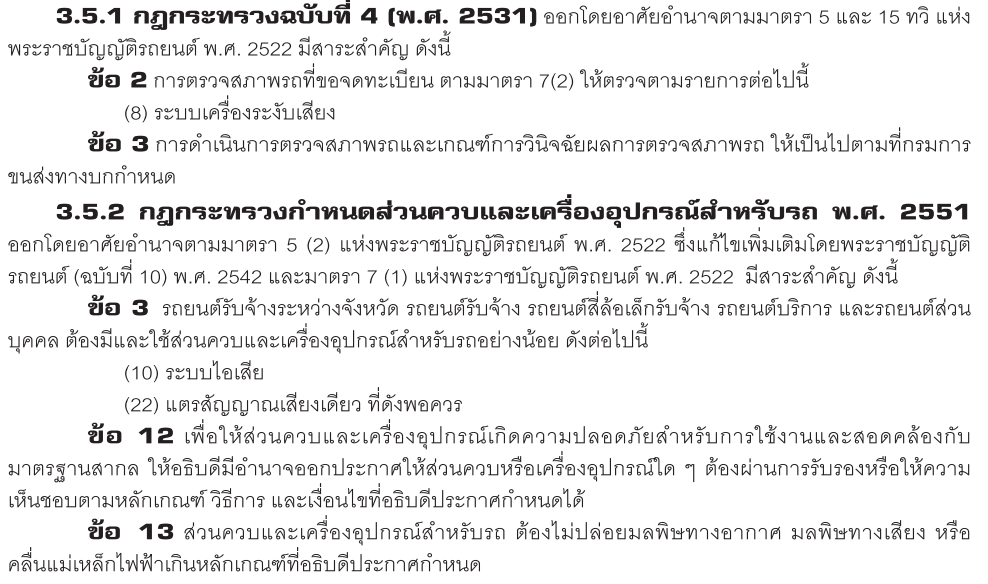 3.5.1 กฎกระทรวงฉบับที่ 4 (พ.ศ. 2531) ออกโดยอาศัยอำนาจตามมาตรา 5 และ 15 ทวิ แห่ง
พระราชบัญญัติรถยนต์ พ.ศ. 2522 มีสาระสำคัญ ดังนี้
ข้อ 2 การตรวจสภาพรถที่ขอจดทะเบียน ตามมาตรา 7(2) ให้ตรวจตามรายการต่อไปนี้
(8) ระบบเครื่องระงับเสียง
ข้อ 3 การดำเนินการตรวจสภาพรถและเกณฑ์การวินิจฉัยผลการตรวจสภาพรถ ให้เป็นไปตามที่กรมการ
ขนส่งทางบกกำหนด
3.5.2 กฎกระทรวงกำหนดส่วนควบและเครื่องอุปกรณ์สำหรับรถ พ.ศ. 2551
ออกโดยอาศัยอำนาจตามมาตรา 5 (2) แห่งพระราชบัญญัติรถยนต์ พ.ศ. 2522 ซึ่งแก้ไขเพิ่มเติมโดยพระราชบัญญัติ
รถยนต์ (ฉบับที่ 10) พ.ศ. 2542 และมาตรา 7 (1) แห่งพระราชบัญญัติรถยนต์ พ.ศ. 2522 มีสาระสำคัญ ดังนี้
ข้อ 3 รถยนต์รับจ้างระหว่างจังหวัด รถยนต์รับจ้าง รถยนต์สี่ล้อเล็กรับจ้าง รถยนต์บริการ และรถยนต์ส่วน
บุคคล ต้องมีและใช้ส่วนควบและเครื่องอุปกรณ์สำหรับรถอย่างน้อย ดังต่อไปนี้
(10) ระบบไอเสีย
(22) แตรสัญญาณเสียงเดียว ที่ดังพอควร
ข้อ 12 เพื่อให้ส่วนควบและเครื่องอุปกรณ์เกิดความปลอดภัยสำหรับการใช้งานและสอดคล้องกับ
มาตรฐานสากล ให้อธิบดีมีอำนาจออกประกาศให้ส่วนควบหรือเครื่องอุปกรณ์ใด ๆ ต้องผ่านการรับรองหรือให้ความ
เห็นชอบตามหลักเกณฑ์ วิธีการ และเงื่อนไขที่อธิบดีประกาศกำหนดได้
ข้อ 13 ส่วนควบและเครื่องอุปกรณ์สำหรับรถ ต้องไม่ปล่อยมลพิษทางอากาศ มลพิษทางเสียง หรือ
คลื่นแม่เหล็กไฟฟ้าเกินหลักเกณฑ์ที่อธิบดีประกาศกำหนด